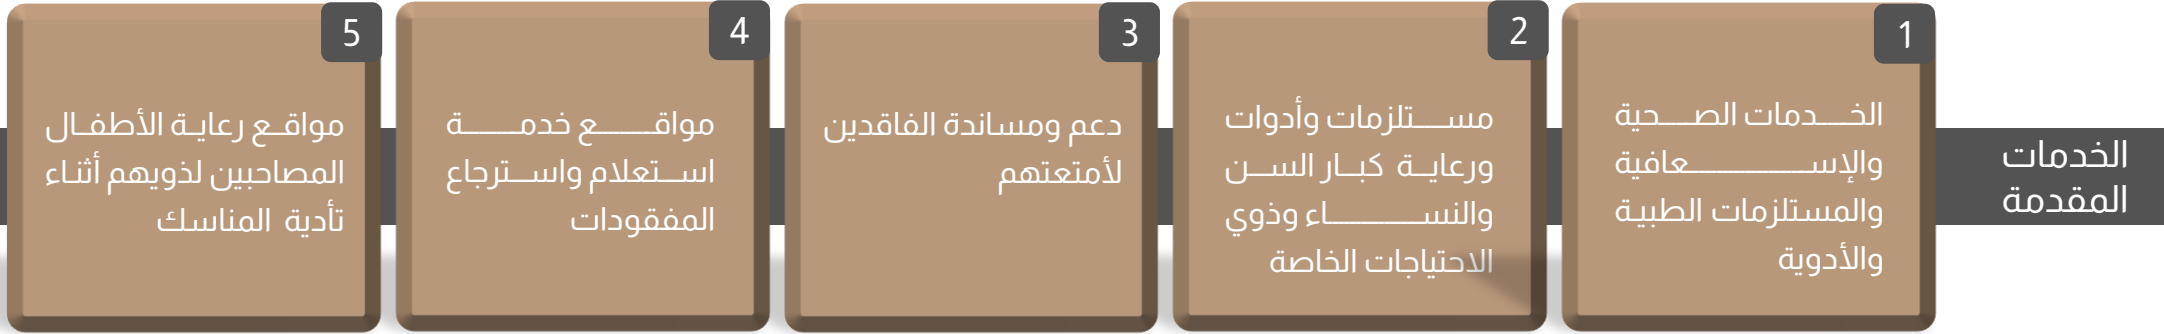 الخدمات
المقدمة
1
الخدمات الصحية
والإسعافية
والمستلزمات الطبية
والأدوية
2
مستلزمات وأدوات
ورعاية كبار السن
والنساء وذوي
الاحتياجات الخاصة
3
دعم ومساندة الفاقدين
لأمتعتهم
4
مواقع خدمة
استعلام واسترجاع
المفقودات
5
مواقع رعاية الأطفال
المصاحبين لذويهم أثناء
تأدية المناسك